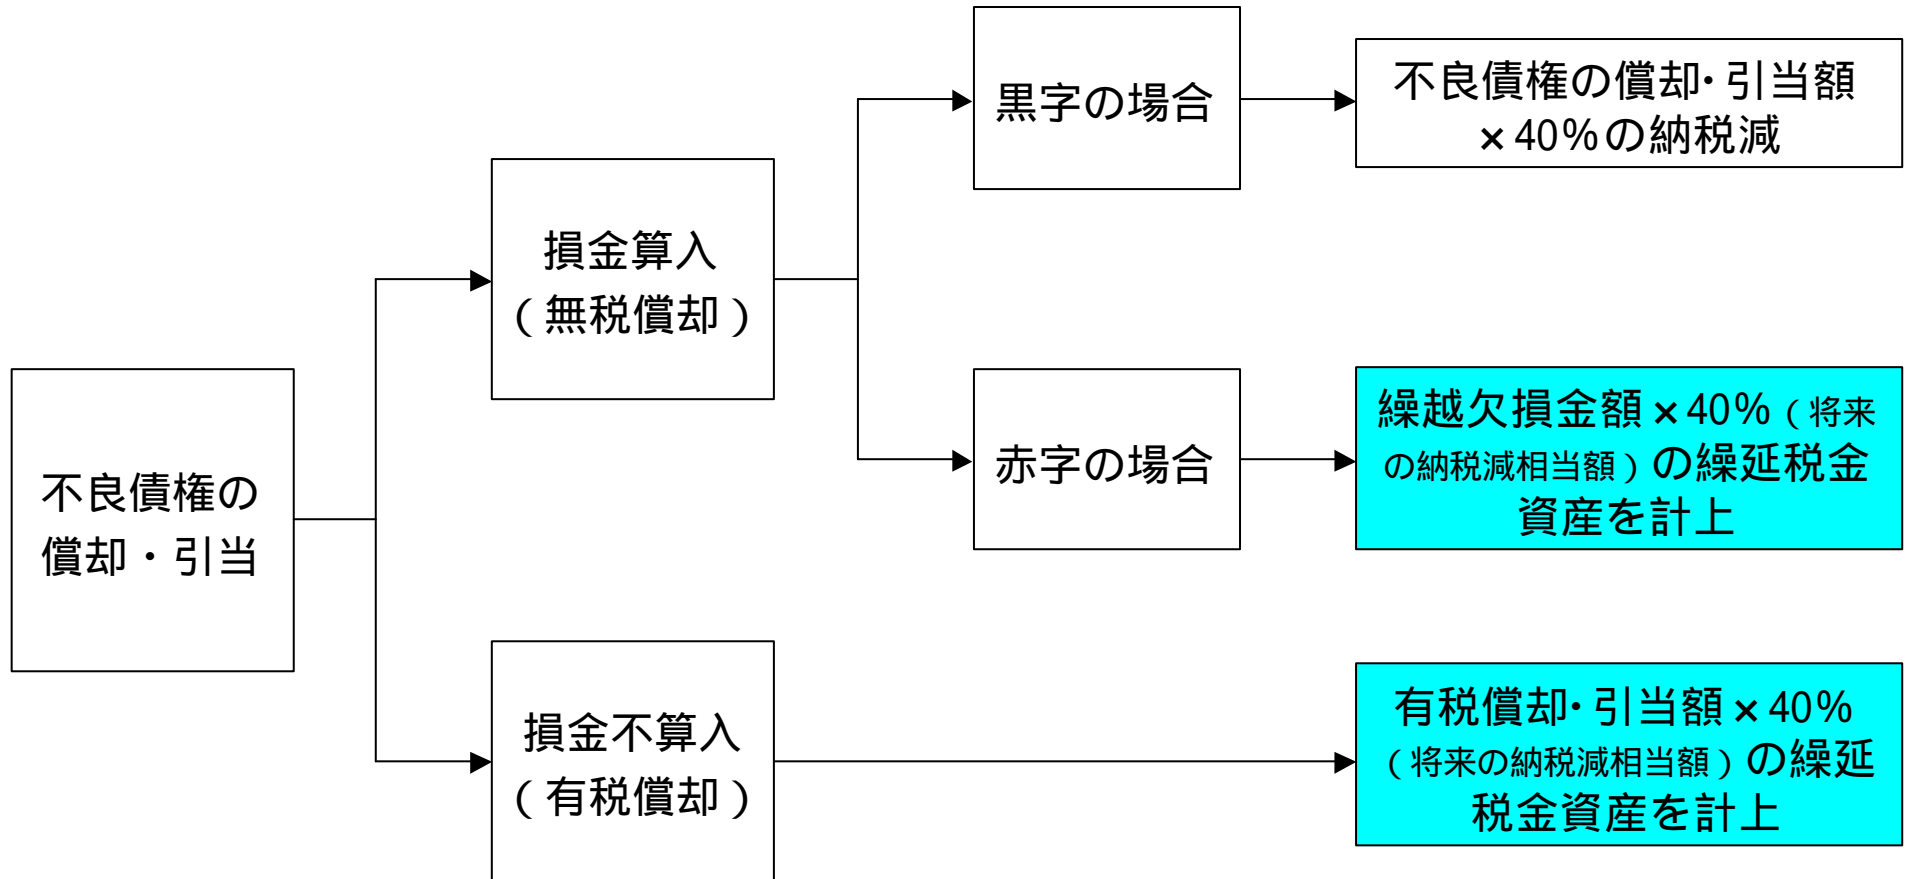 黒字の場合
不良債権の償却・引当額
×40%の納税減
損金算入
（無税償却）
不良債権の
償却・引当
赤字の場合
繰越欠損金額×40%（将来
の納税減相当額）の繰延税金
資産を計上
損金不算入
（有税償却）
有税償却・引当額×40%
（将来の納税減相当額）の繰延
税金資産を計上